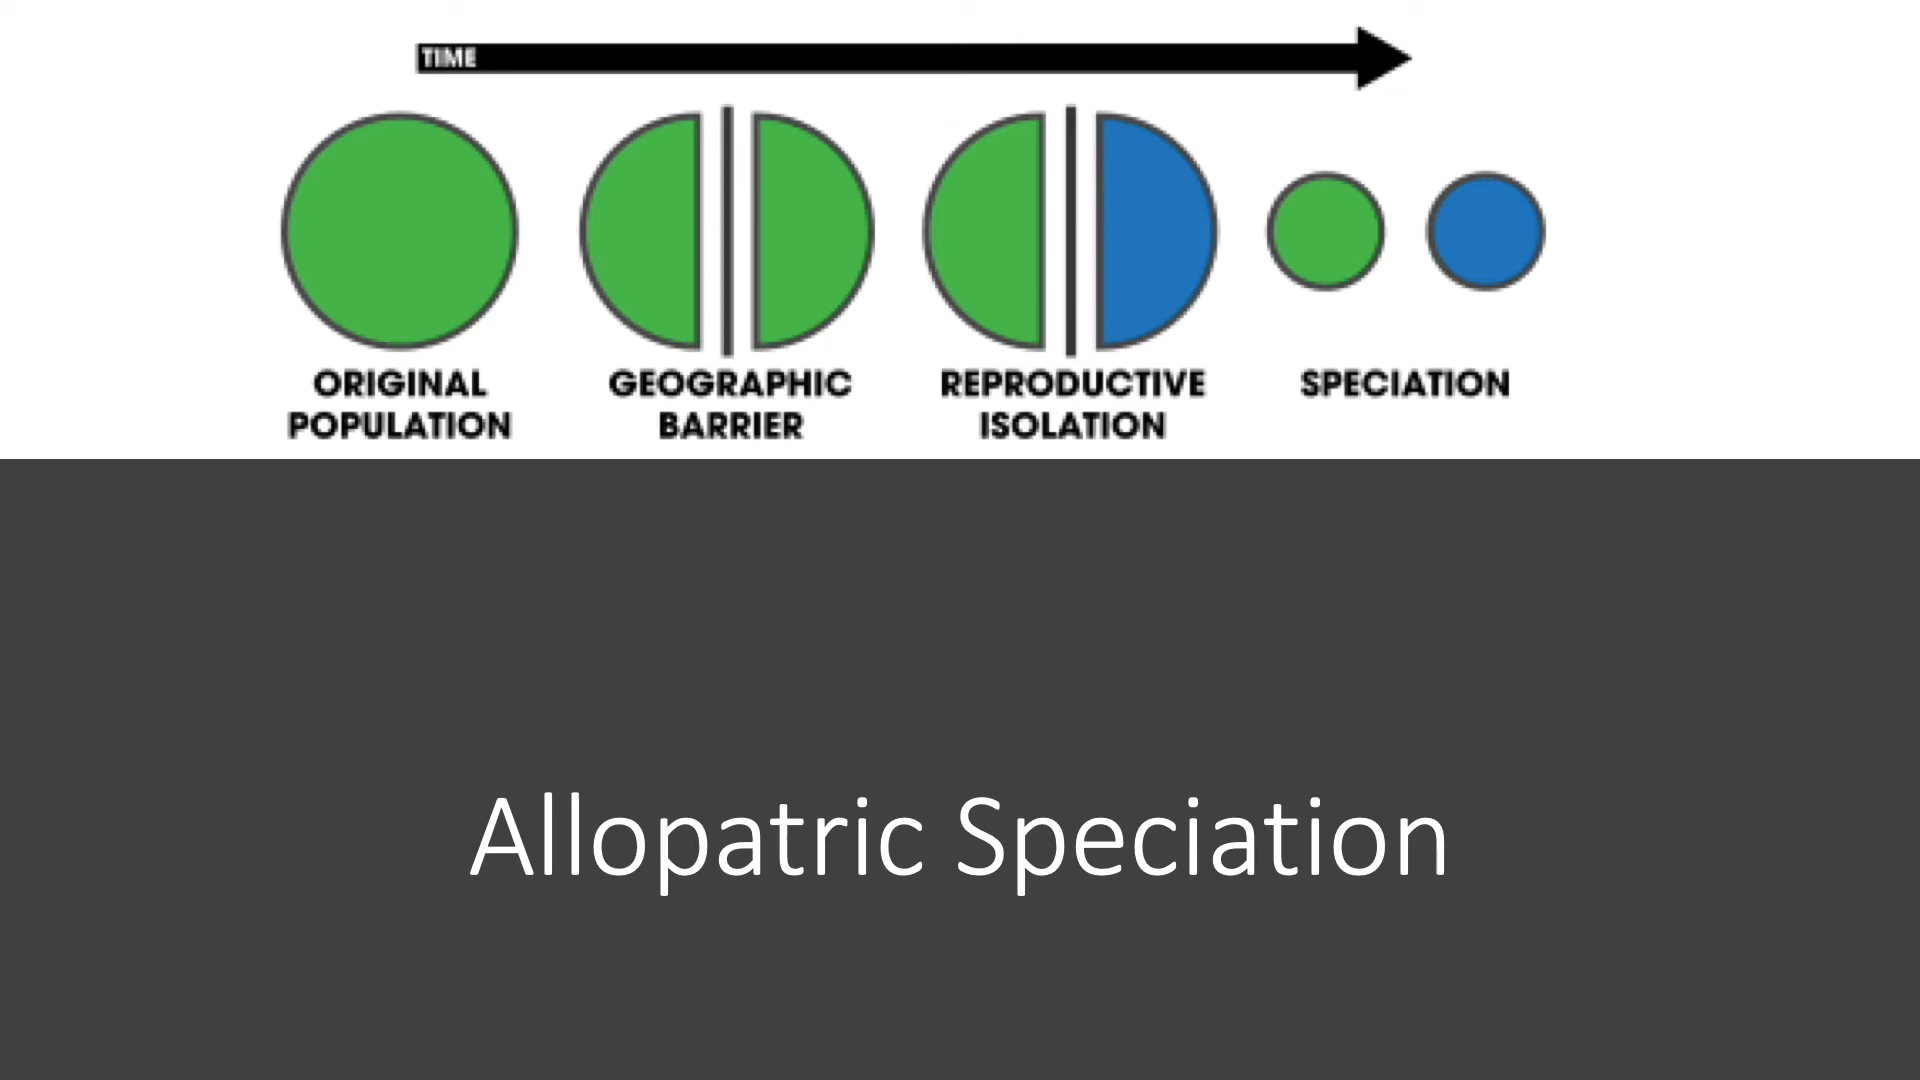 TIME
ORIGINAL
POPULATION
GEOGRAPHIC
BARRIER
REPRODUCTIVE
ISOLATION
SPECIATION
Allopatric Speciation